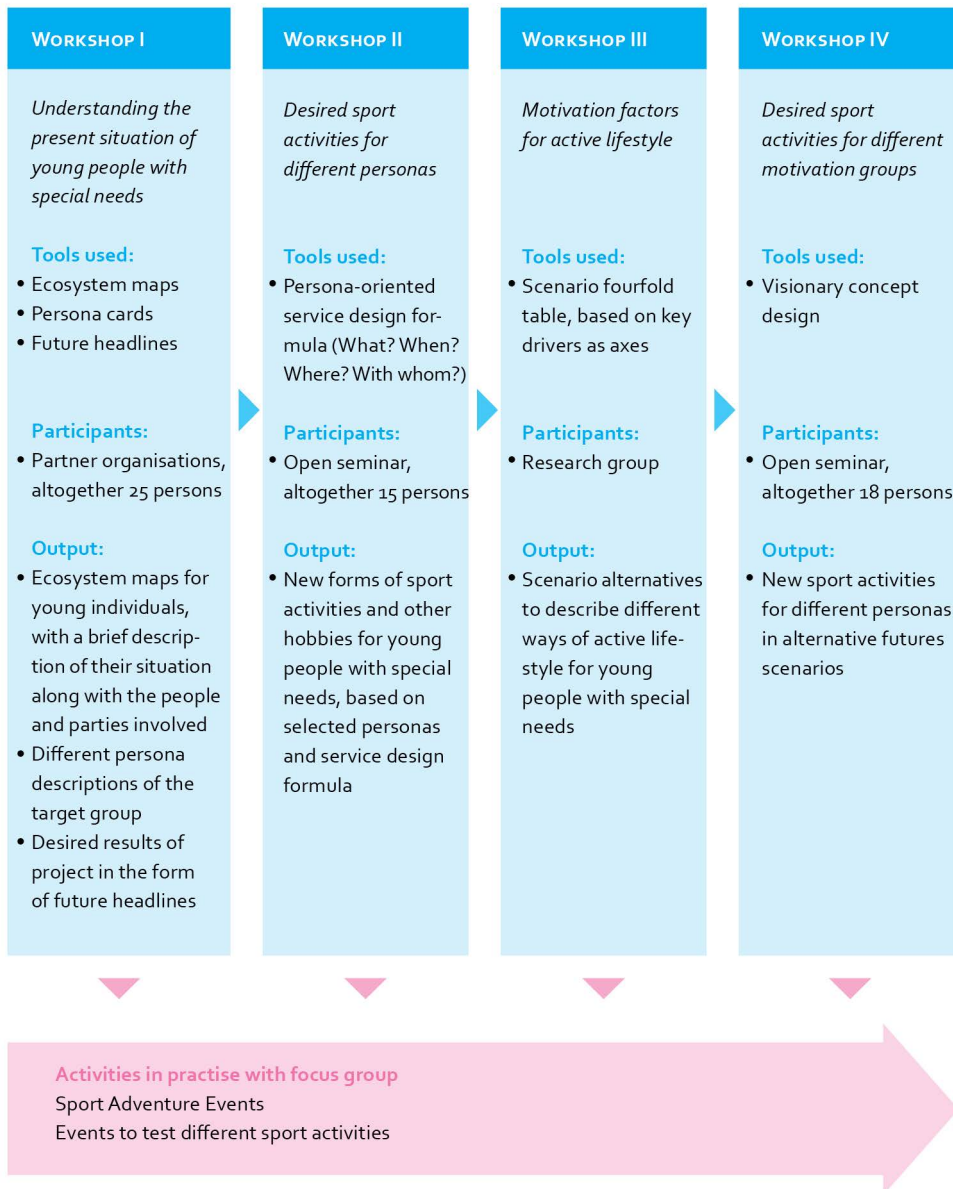 WORKSHOP I
Understanding the
present situation of
young people with
special needs
Tools used:
• Ecosystem maps
• Persona cards
• Future headlines
Participants:
• Partner organisations,
altogether 25 persons
Output:
• Ecosystem maps for
young individuals,
with a brief descrip-
tion of their situation
along with the people
and parties involved
• Different persona
descriptions of the
target group
• Desired results of
project in the form
of future headlines
WORKSHOP II
Desired sport
activities for
different personas
Tools used:
• Persona-oriented
service design for-
mula (What? When?
Where? With whom?)
Participants:
• Open seminar,
altogether 15 persons
Output:
• New forms of sport
activities and other
hobbies for young
people with special
needs, based on
selected personas
and service design
formula
WORKSHOP III
Motivation factors
for active lifestyle
Tools used:
• Scenario fourfold
table, based on key
drivers as axes
Participants:
• Research group
Output:
• Scenario alternatives
to describe different
ways of active life-
style for young
people with special
needs
WORKSHOP IV
Desired sport
activities for different
motivation groups
Tools used:
• Visionary concept
design
Participants:
• Open seminar,
altogether 18 persons
Output:
• New sport activities
for different personas
in alternative futures
scenarios
Activities in practise with focus group
Sport Adventure Events
Events to test different sport activities